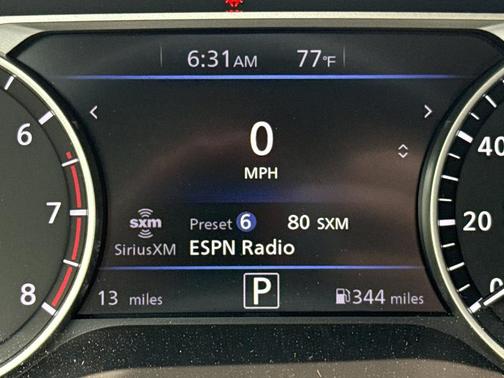 6:31AM 77°F
0
MPH
6
7
8
40
20
0
sxm
SiriusXM
Preset 6 80 SXM
ESPN Radio
13 miles P 344 miles